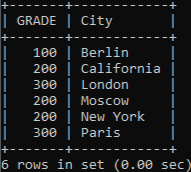 +-------+------------+
| GRADE | City       |
+-------+------------+
|   100 | Berlin     |
|   200 | California |
|   300 | London     |
|   200 | Moscow     |
|   200 | New York   |
|   300 | Paris      |
+-------+------------+
6 rows in set (0.00 sec)